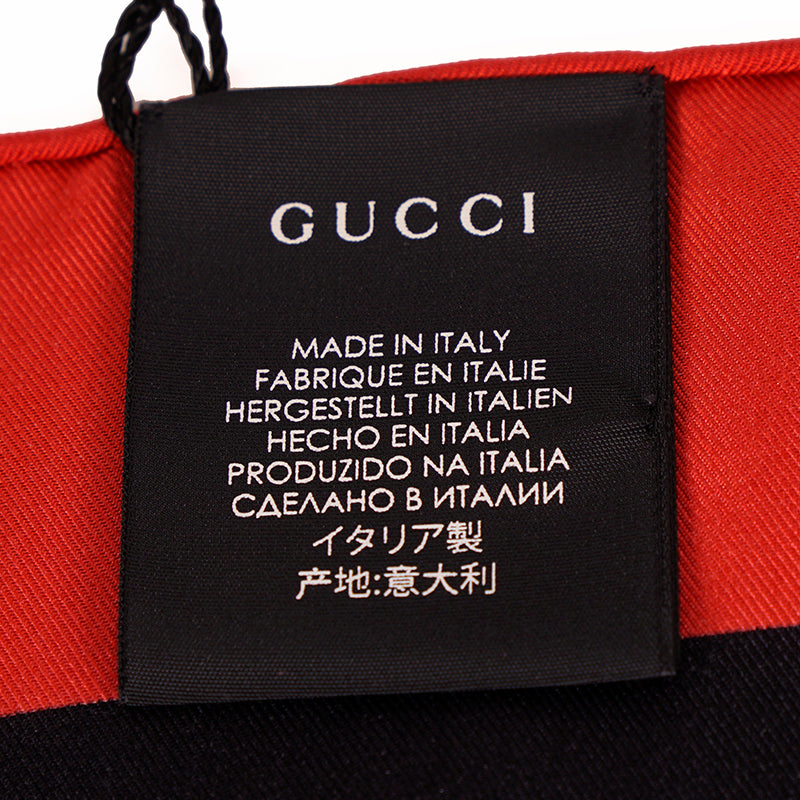 GUCCI
MADE IN ITALY
FABRIQUE EN ITALIE
HERGESTELLT IN ITALIEN
HECHO EN ITALIA
PRODUZIDO NA ITALIA
СДЕЛАНО В ИТАЛИИ
イタリア製
产地:意大利